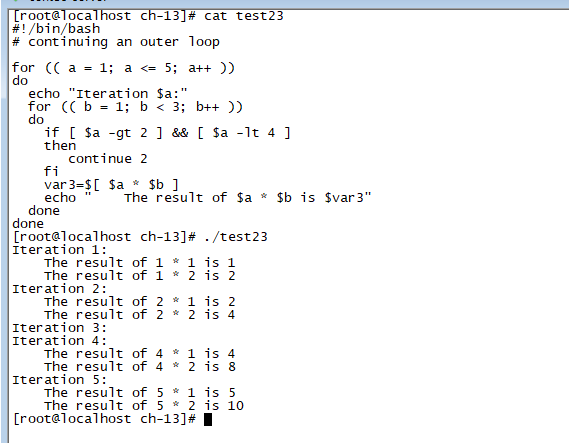 [root@localhost ch-13]# cat test23
#!/bin/bash
# continuing an outer loop

for (( a = 1; a <= 5; a++ ))
do
  echo "Iteration $a:"
  for (( b = 1; b < 3; b++ ))
  do
    if [ $a -gt 2 ] && [ $a -lt 4 ]
    then
       continue 2
    fi
    var3=$[ $a * $b ]
    echo "    The result of $a * $b is $var3"
  done
done
[root@localhost ch-13]# ./test23
Iteration 1:
    The result of 1 * 1 is 1
    The result of 1 * 2 is 2
Iteration 2:
    The result of 2 * 1 is 2
    The result of 2 * 2 is 4
Iteration 3:
Iteration 4:
    The result of 4 * 1 is 4
    The result of 4 * 2 is 8
Iteration 5:
    The result of 5 * 1 is 5
    The result of 5 * 2 is 10
[root@localhost ch-13]#